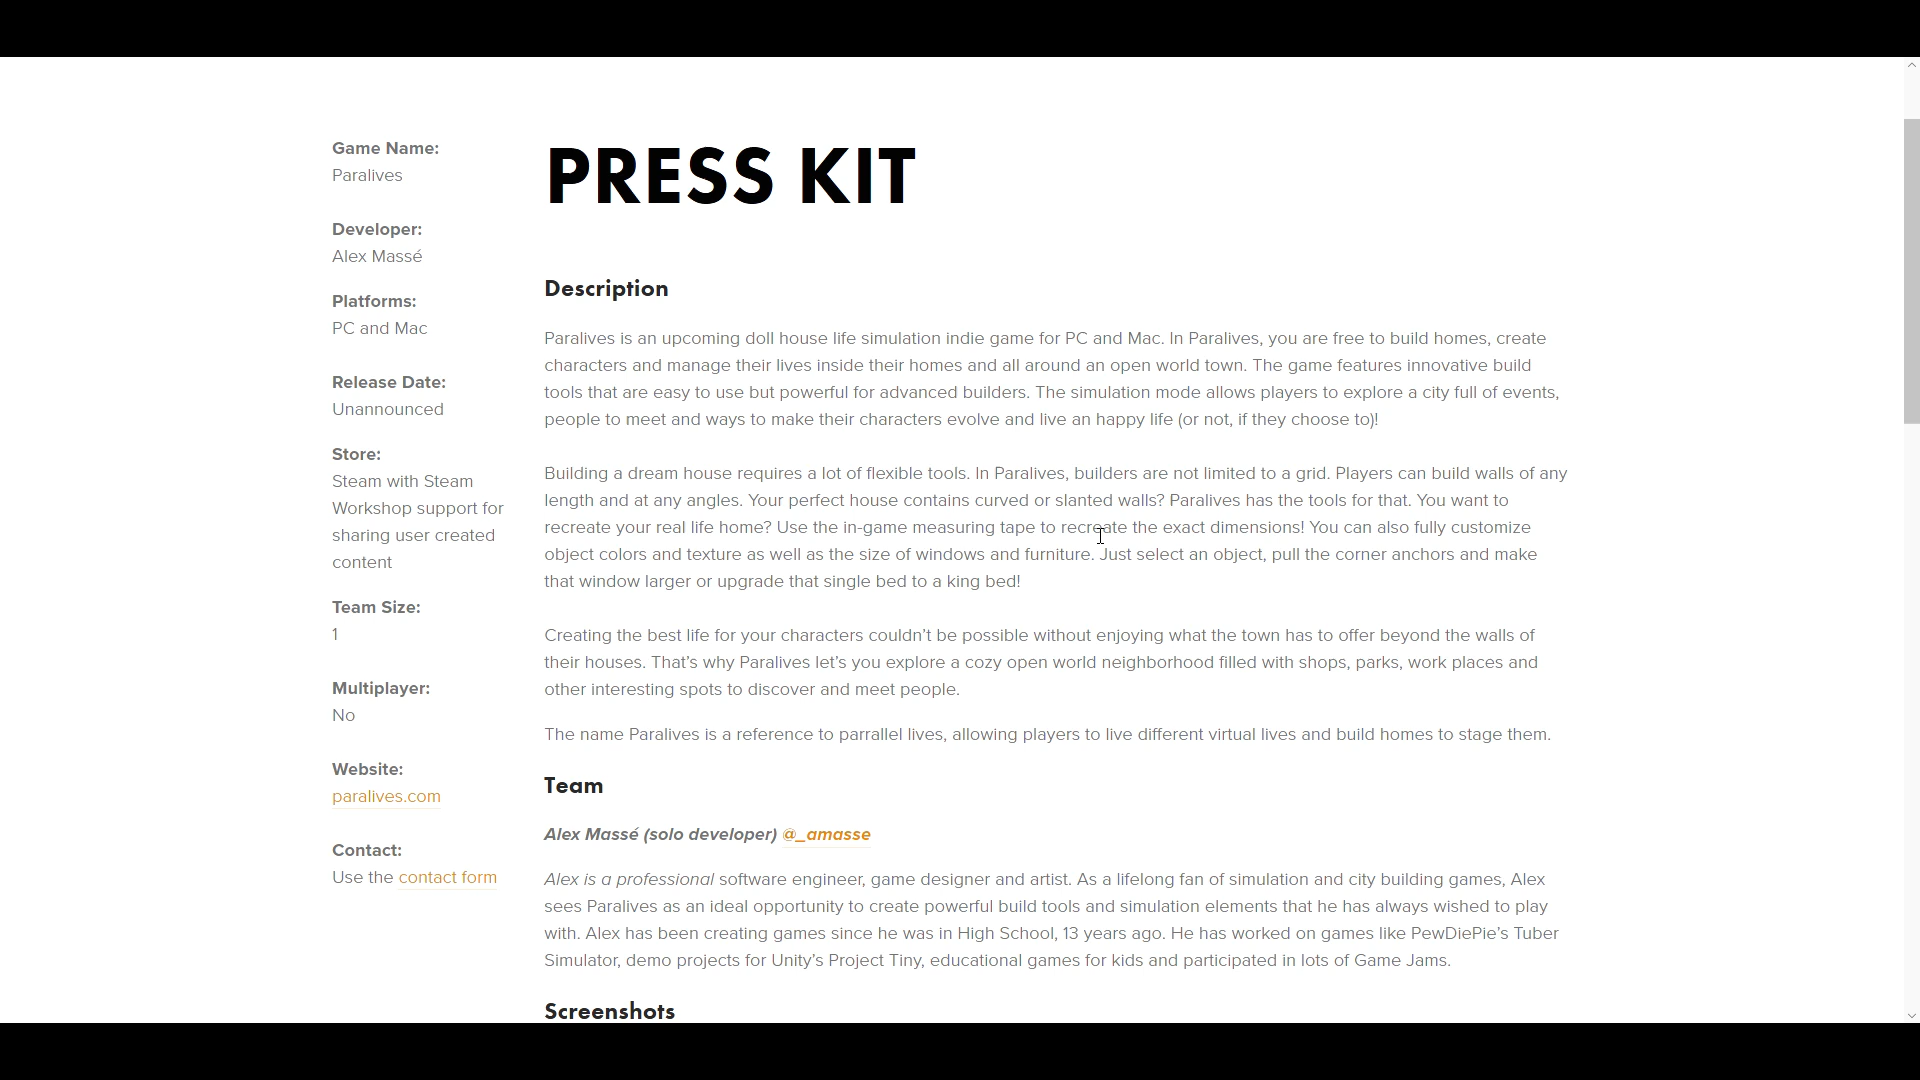 Game Name:
Paralives
Developer:
Alex Massé
Platforms:
PC and Mac
Release Date:
Unannounced
Store:
Steam with Steam
Workshop support for
sharing user created
content
Team Size:
1
Multiplayer:
No
Website:
paralives.com
Contact:
Use the contact form
PRESS KIT
Description
Paralives is an upcoming doll house life simulation indie game for PC and Mac. In Paralives, you are free to build homes, create
characters and manage their lives inside their homes and all around an open world town. The game features innovative build
tools that are easy to use but powerful for advanced builders. The simulation mode allows players to explore a city full of events,
people to meet and ways to make their characters evolve and live an happy life (or not, if they choose to)!
Building a dream house requires a lot of flexible tools. In Paralives, builders are not limited to a grid. Players can build walls of any
length and at any angles. Your perfect house contains curved or slanted walls? Paralives has the tools for that. You want to
recreate your real life home? Use the in-game measuring tape to recreate the exact dimensions! You can also fully customize
object colors and texture as well as the size of windows and furniture. Just select an object, pull the corner anchors and make
that window larger or upgrade that single bed to a king bed!
Creating the best life for your characters couldn’t be possible without enjoying what the town has to offer beyond the walls of
their houses. That’s why Paralives let’s you explore a cozy open world neighborhood filled with shops, parks, work places and
other interesting spots to discover and meet people.
The name Paralives is a reference to parrallel lives, allowing players to live different virtual lives and build homes to stage them.
Team
Alex Massé (solo developer) @_amasse
Alex is a professional software engineer, game designer and artist. As a lifelong fan of simulation and city building games, Alex
sees Paralives as an ideal opportunity to create powerful build tools and simulation elements that he has always wished to play
with. Alex has been creating games since he was in High School, 13 years ago. He has worked on games like PewDiePie’s Tuber
Simulator, demo projects for Unity’s Project Tiny, educational games for kids and participated in lots of Game Jams.
Screenshots